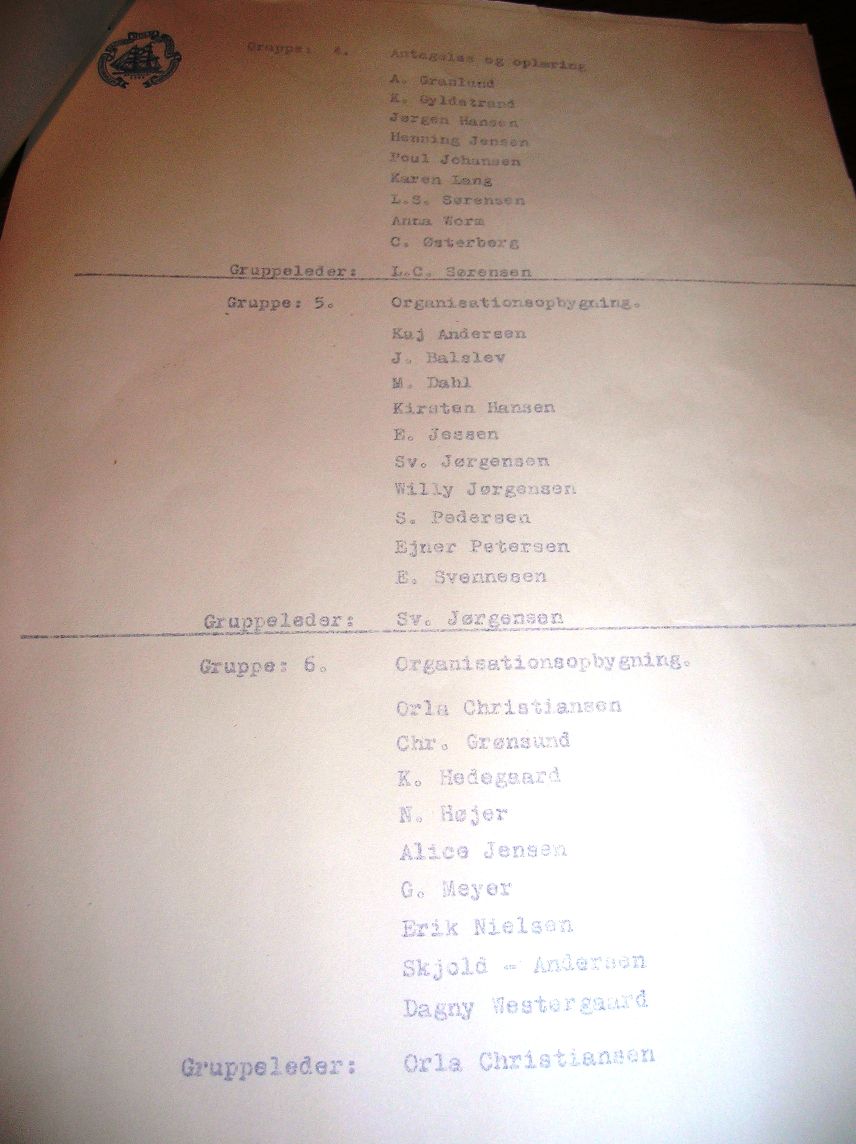 Gruppe: 4. Antagelse og oplæring
A. Granlund
K. Gyldstrand
Jørgen Hansen
Henning Jensen
Poul Johansen
Karen Lang
L.S. Sørensen
Anna Worm
C. Østerberg
Gruppeleder: L.C. Sørensen
Gruppe: 5. Organisationsopbygning.
Kaj Andersen
J. Balslev
M. Dahl
Kirsten Hansen
E. Jessen
Sv. Jørgensen
Willy Jørgensen
S. Pedersen
Ejner Petersen
E. Svennesen
Gruppeleder: Sv. Jørgensen
Gruppe: 6. Organisationsopbygning.
Orla Christiansen
Chr. Grønsund
K. Hedegaard
N. Højer
Alice Jensen
G. Meyer
Erik Nielsen
Skjold - Andersen
Dagny Westergaard
Gruppeleder: Orla Christiansen